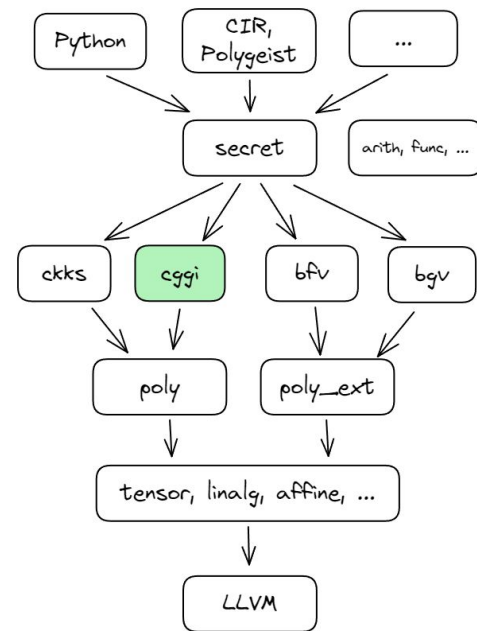 Python
CIR,
Polygeist
...
secret
arith, func, ...
ckks
cggi
bfv
bgv
poly
poly_ext
tensor, linalg, affine, ...
LLVM